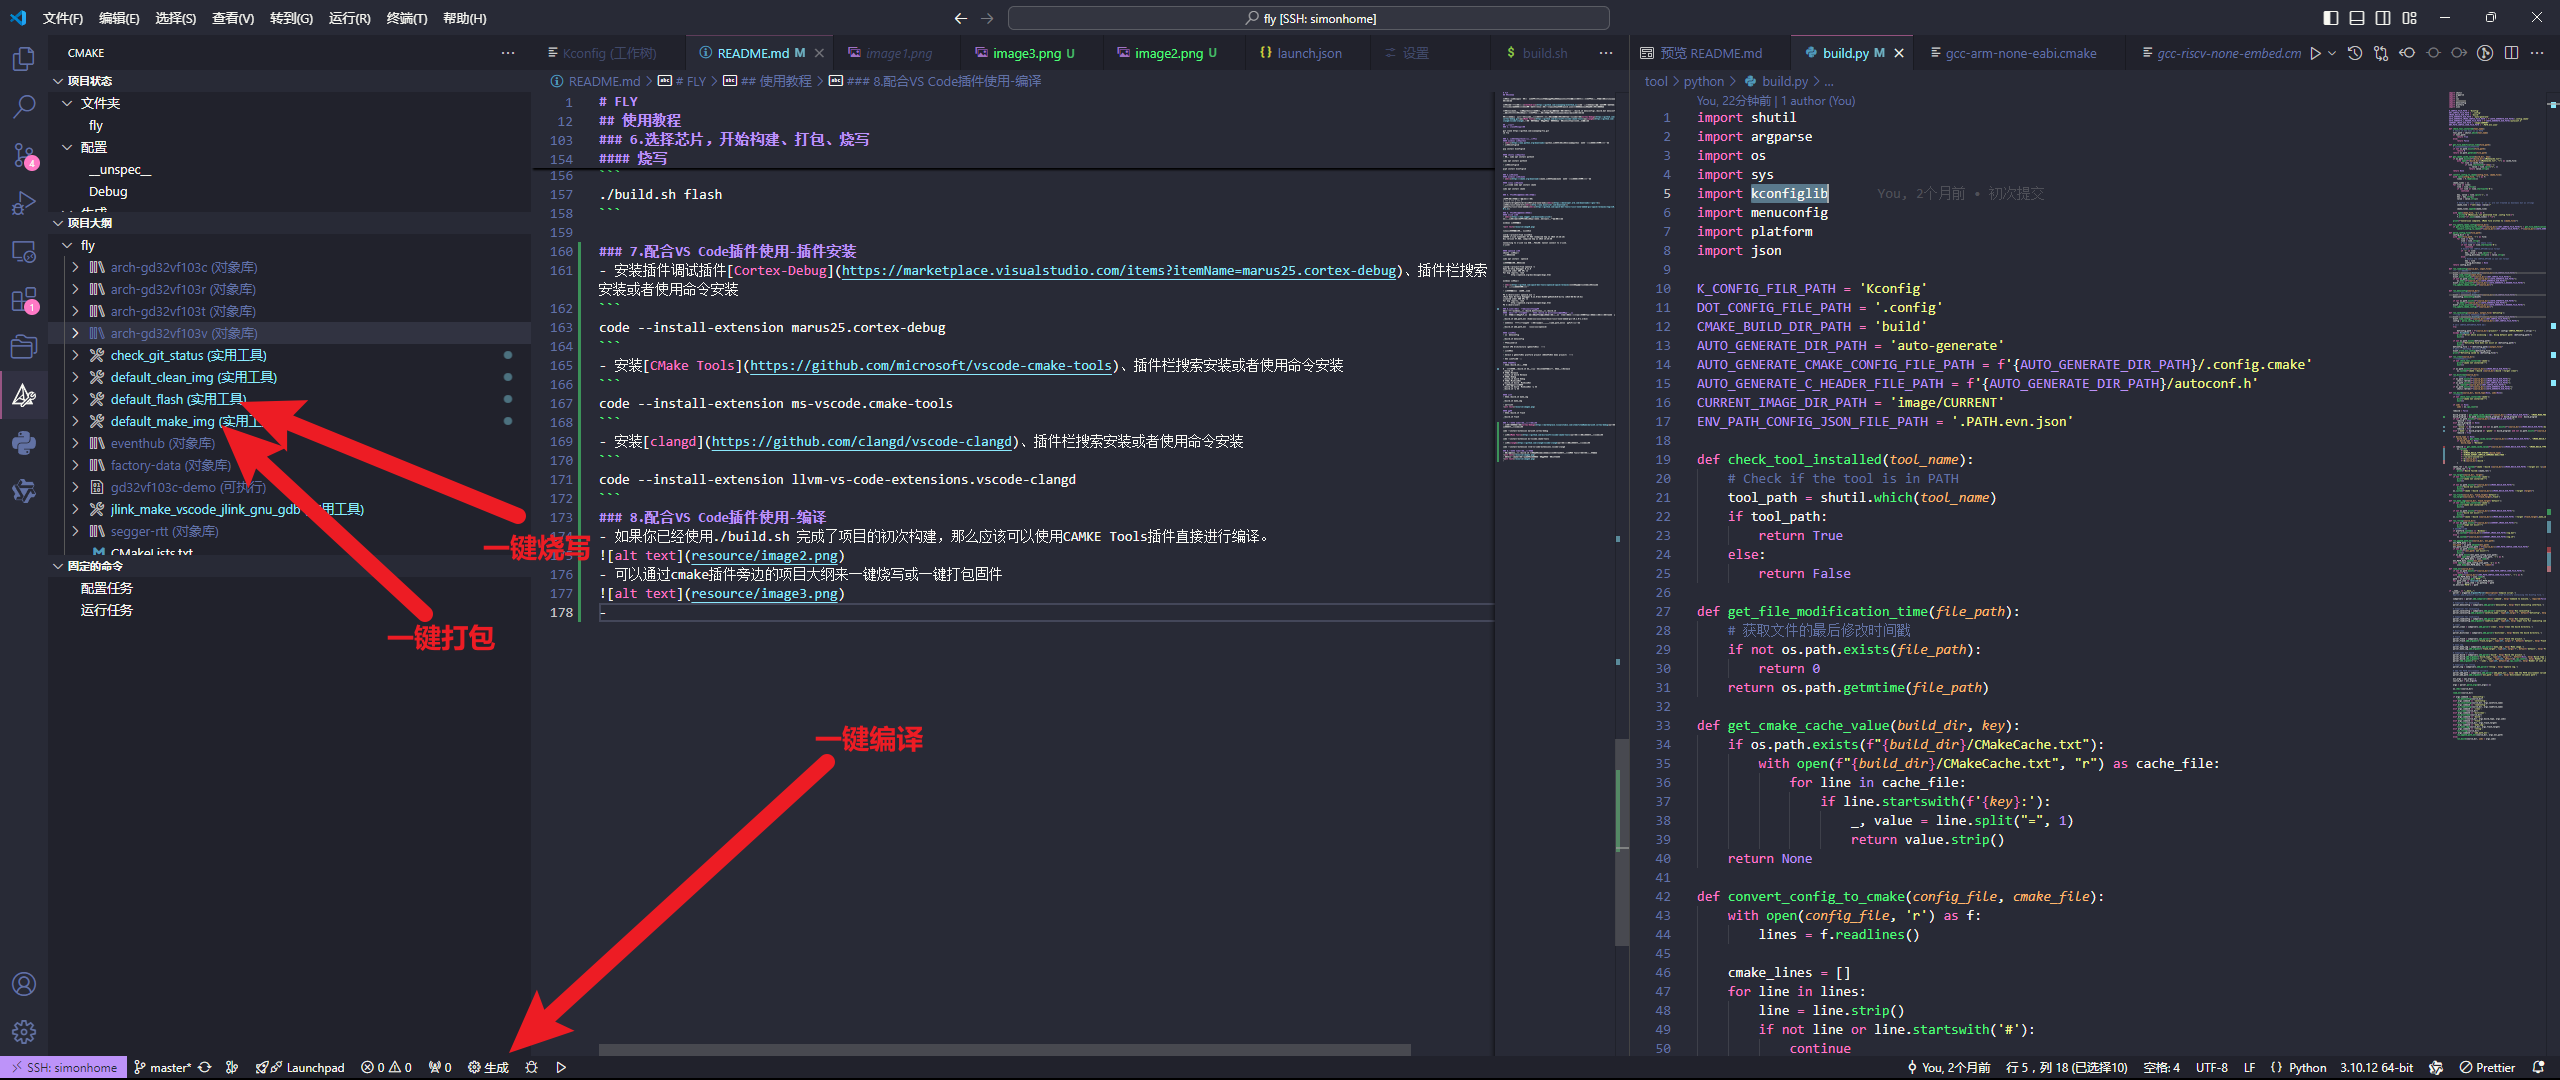 文件(F) 编辑(E) 选择(S) 查看(V) 转到(G) 运行(R) 终端(T) 帮助(H)
fly [SSH: simonhome]
CMAKE
项目状态
文件夹
fly
配置
__unspec__
Debug
项目大纲
fly
arch-gd32vf103c (对象库)
arch-gd32vf103r (对象库)
arch-gd32vf103t (对象库)
arch-gd32vf103v (对象库)
check_git_status (实用工具)
default_clean_img (实用工具)
default_flash (实用工具)
default_make_img (实用工
eventhub (对象库)
factory-data (对象库)
gd32vf103c-demo (可执行)
jlink_make_vscode_jlink_gnu_gdb 用工具)
segger-rtt (对象库)
CMakeLists.txt
固定的命令
配置任务
运行任务
4
1
一键烧写
一键打包
一键编译
Kconfig (工作树) README.md M image1.png image3.png U image2.png U launch.json 设置 build.sh
README.md > # FLY > ## 使用教程 > ### 8.配合VS Code插件使用-编译
1 # FLY
12 ## 使用教程
103 ### 6.选择芯片，开始构建、打包、烧写
154 #### 烧写
156 ```
157 ./build.sh flash
158 ```
159
160 ### 7.配合VS Code插件使用-插件安装
161 - 安装插件调试插件[Cortex-Debug](https://marketplace.visualstudio.com/items?itemName=marus25.cortex-debug)、插件栏搜索
安装或者使用命令安装
162 ```
163 code --install-extension marus25.cortex-debug
164 ```
165 - 安装[CMake Tools](https://github.com/microsoft/vscode-cmake-tools)、插件栏搜索安装或者使用命令安装
166 ```
167 code --install-extension ms-vscode.cmake-tools
168 ```
169 - 安装[clangd](https://github.com/clangd/vscode-clangd)、插件栏搜索安装或者使用命令安装
170 ```
171 code --install-extension llvm-vs-code-extensions.vscode-clangd
172 ```
173 ### 8.配合VS Code插件使用-编译
- 如果你已经使用./build.sh 完成了项目的初次构建，那么应该可以使用CAMKE Tools插件直接进行编译。
![alt text](resource/image2.png)
176 - 可以通过cmake插件旁边的项目大纲来一键烧写或一键打包固件
177 ![alt text](resource/image3.png)
178 -
预览 README.md build.py M gcc-arm-none-eabi.cmake gcc-riscv-none-embed.cm
tool > python > build.py > ...
You, 22分钟前 | 1 author (You)
1 import shutil
2 import argparse
3 import os
4 import sys
5 import kconfiglib You, 2个月前 • 初次提交
6 import menuconfig
7 import platform
8 import json
9
10 K_CONFIG_FILR_PATH = 'Kconfig'
11 DOT_CONFIG_FILE_PATH = '.config'
12 CMAKE_BUILD_DIR_PATH = 'build'
13 AUTO_GENERATE_DIR_PATH = 'auto-generate'
14 AUTO_GENERATE_CMAKE_CONFIG_FILE_PATH = f'{AUTO_GENERATE_DIR_PATH}/.config.cmake'
15 AUTO_GENERATE_C_HEADER_FILE_PATH = f'{AUTO_GENERATE_DIR_PATH}/autoconf.h'
16 CURRENT_IMAGE_DIR_PATH = 'image/CURRENT'
17 ENV_PATH_CONFIG_JSON_FILE_PATH = '.PATH.evn.json'
18
19 def check_tool_installed(tool_name):
20 # Check if the tool is in PATH
21 tool_path = shutil.which(tool_name)
22 if tool_path:
23 return True
24 else:
25 return False
26
27 def get_file_modification_time(file_path):
28 # 获取文件的最后修改时间戳
29 if not os.path.exists(file_path):
30 return 0
31 return os.path.getmtime(file_path)
32
33 def get_cmake_cache_value(build_dir, key):
34 if os.path.exists(f"{build_dir}/CMakeCache.txt"):
35 with open(f"{build_dir}/CMakeCache.txt", "r") as cache_file:
36 for line in cache_file:
37 if line.startswith(f'{key}:'):
38 _, value = line.split("=", 1)
39 return value.strip()
40 return None
41
42 def convert_config_to_cmake(config_file, cmake_file):
43 with open(config_file, 'r') as f:
44 lines = f.readlines()
45
46 cmake_lines = []
47 for line in lines:
48 line = line.strip()
49 if not line or line.startswith('#'):
50 continue
SSH: simonhome master* Launchpad 0 0 0 生成
You, 2个月前 行 5，列 18 (已选择10) 空格: 4 UTF-8 LF Python 3.10.12 64-bit Prettier